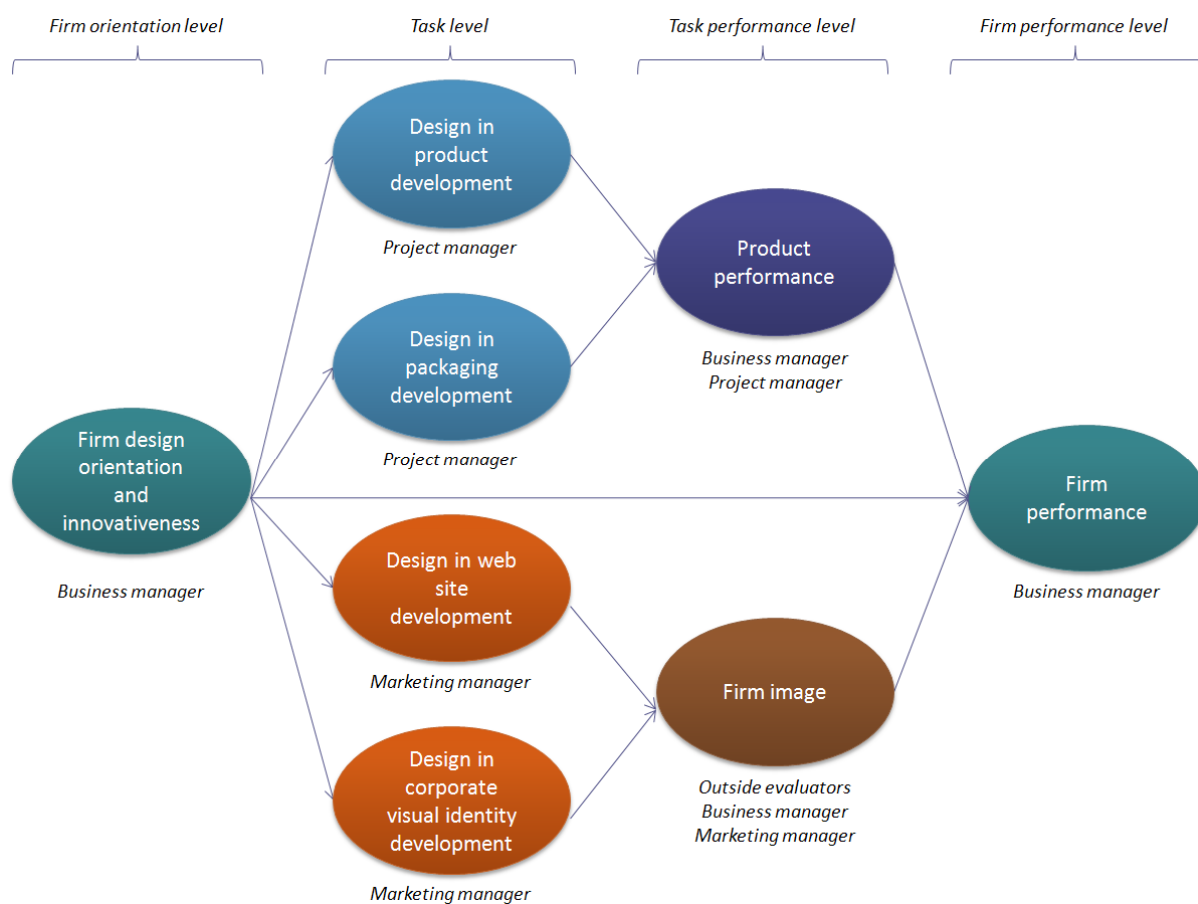 Firm orientation level
Task level
Task performance level
Firm performance level
Design in
product
development
Project manager
Product
performance
Business manager
Project manager
Design in
packaging
development
Project manager
Firm design
orientation
and
innovativeness
Business manager
Firm
performance
Business manager
Design in web
site
development
Marketing manager
Firm image
Outside evaluators
Business manager
Marketing manager
Design in
corporate
visual identity
development
Marketing manager